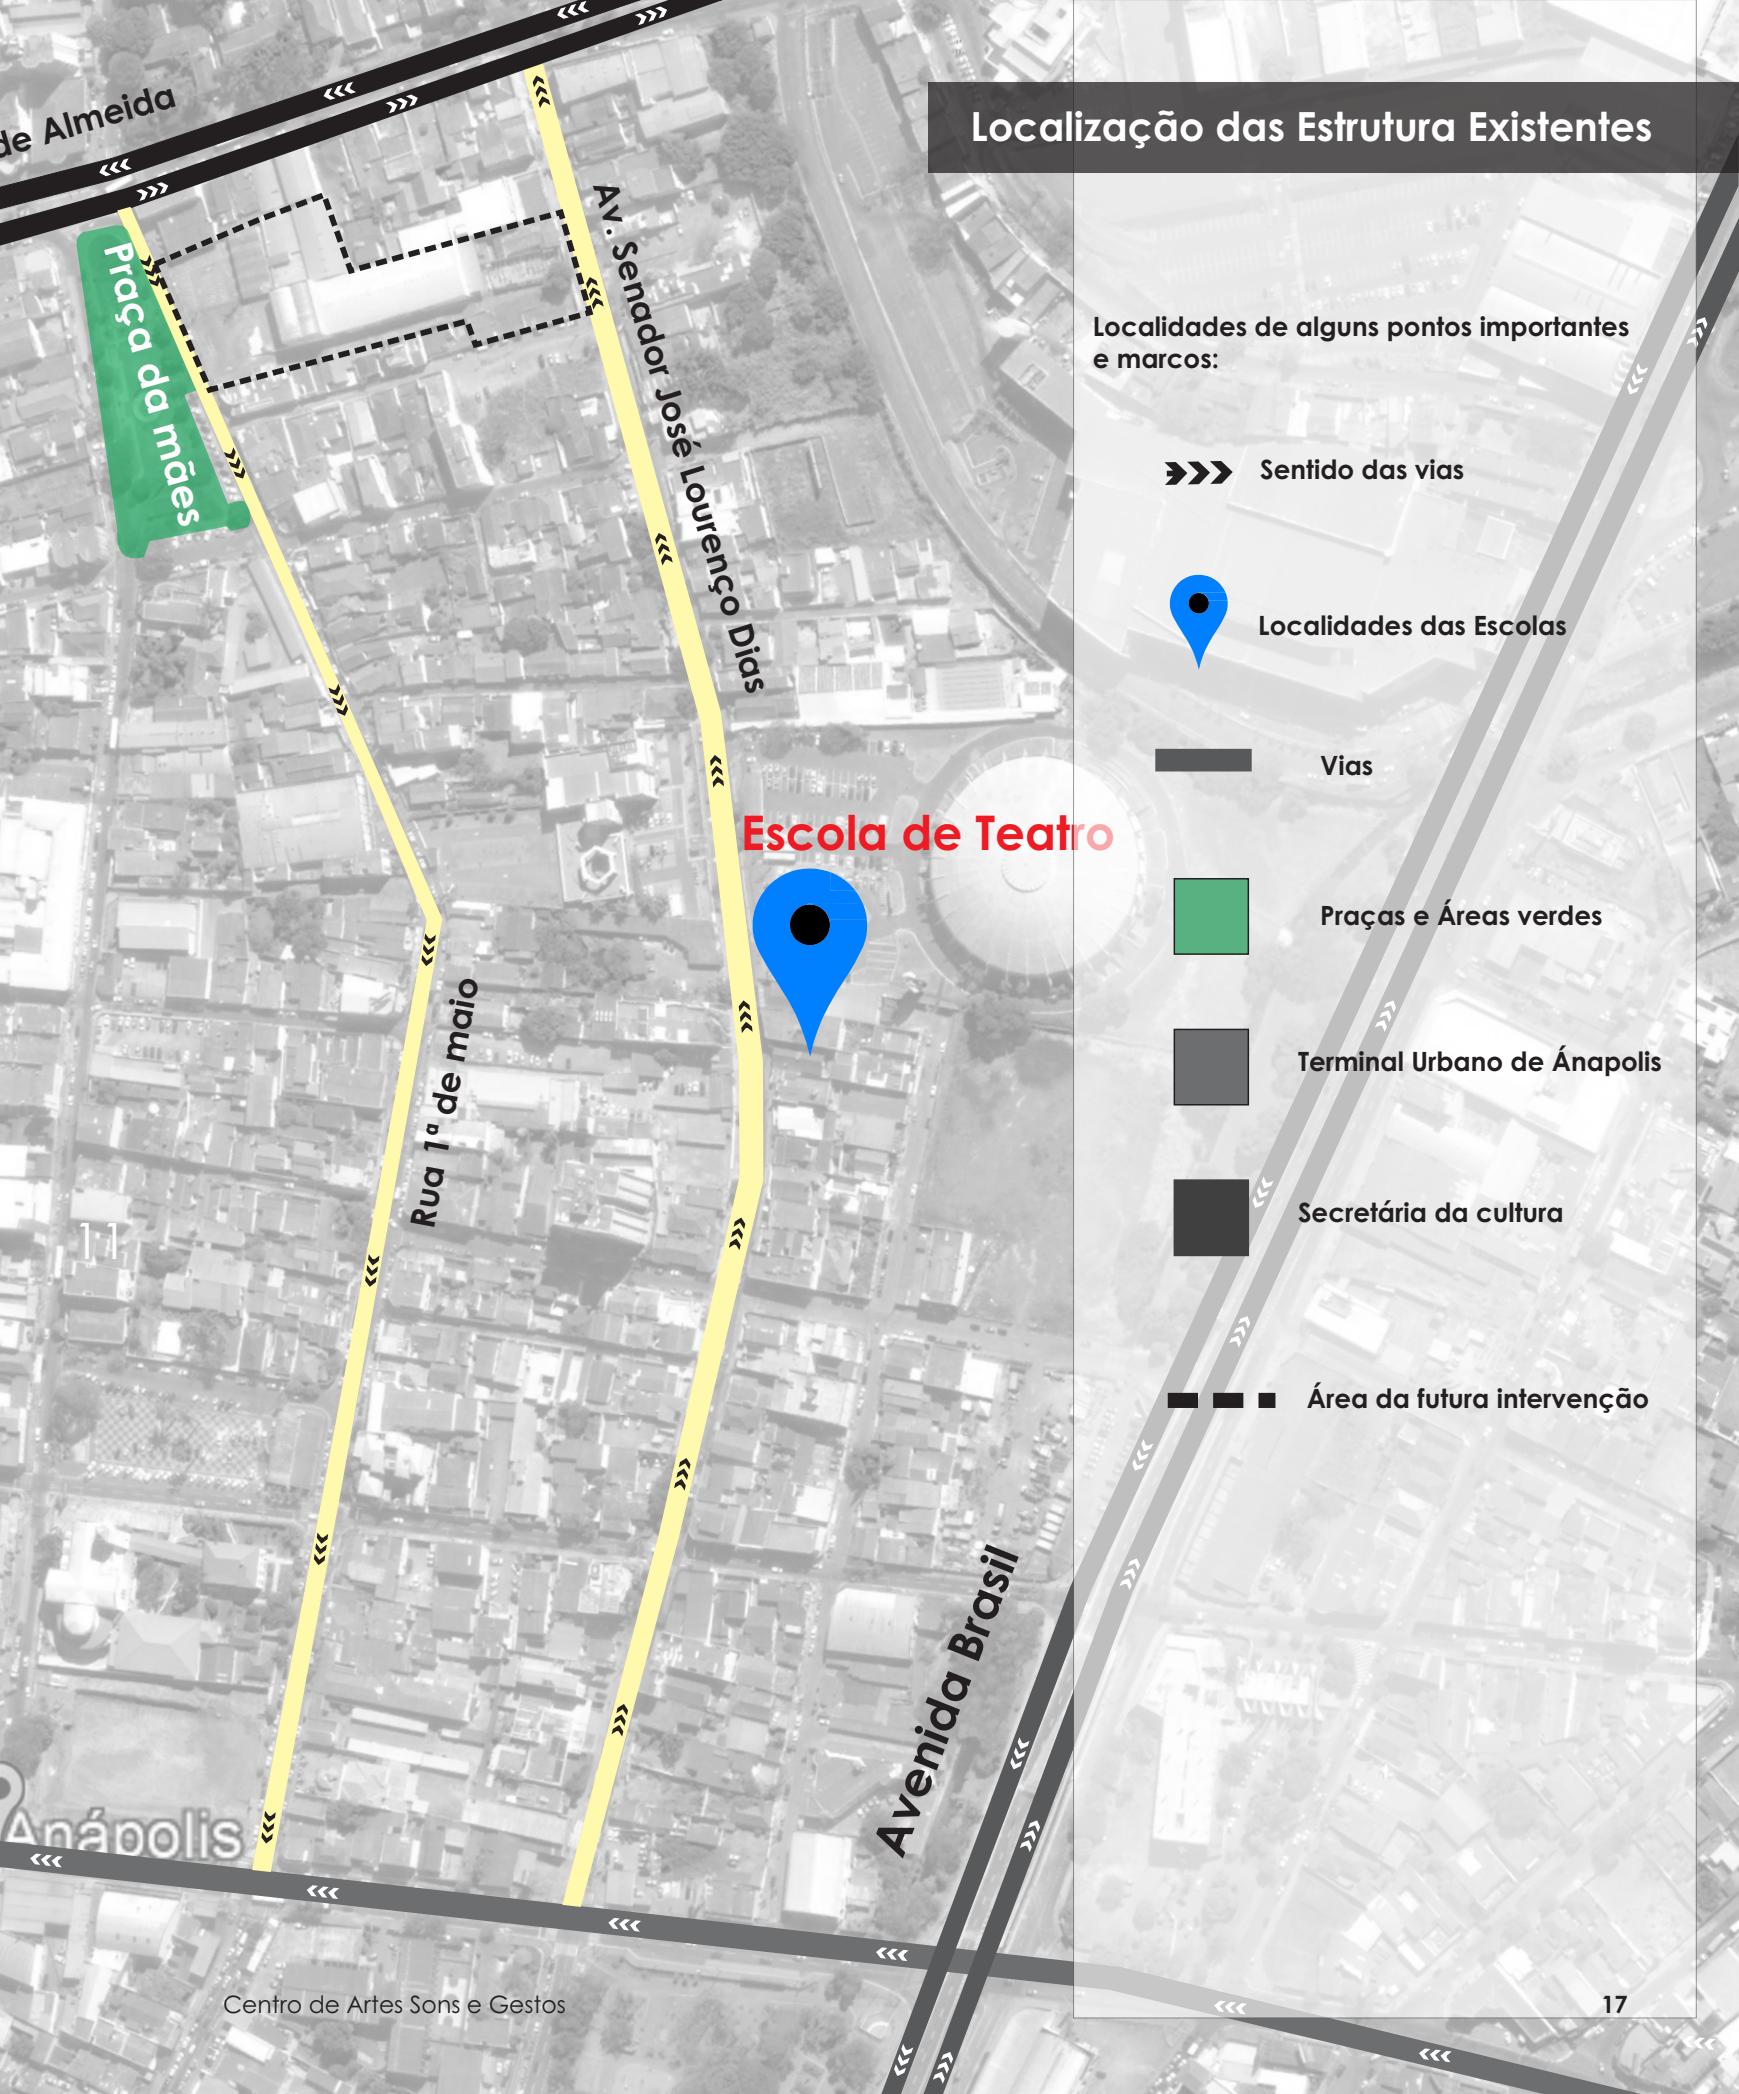 de Almeida
Localização das Estrutura Existentes
Praça da mães
Av. Senador José Lourenço Dias
Localidades de alguns pontos importantes
e marcos:
Sentido das vias
Localidades das Escolas
Vias
Escola de Teatro
Praças e Áreas verdes
Rua 1ª de maio
Terminal Urbano de Ánapolis
11
Secretária da cultura
Área da futura intervenção
Avenida Brasil
Anápolis
Centro de Artes Sons e Gestos
17